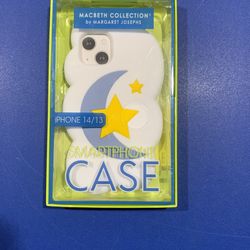 MACBETH COLLECTION®
by MARGARET JOSEPHS
iPHONE 14/13
SMARTPHONE
CASE